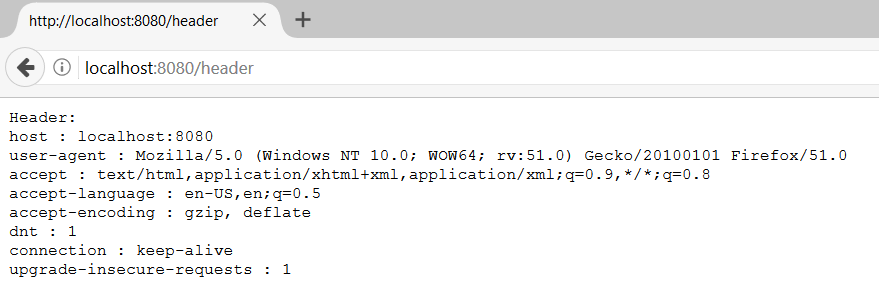 http://localhost:8080/header
localhost:8080/header
Header:
host : localhost:8080
user-agent : Mozilla/5.0 (Windows NT 10.0; WOW64; rv:51.0) Gecko/20100101 Firefox/51.0
accept : text/html,application/xhtml+xml,application/xml;q=0.9,*/*;q=0.8
accept-language : en-US,en;q=0.5
accept-encoding : gzip, deflate
dnt : 1
connection : keep-alive
upgrade-insecure-requests : 1